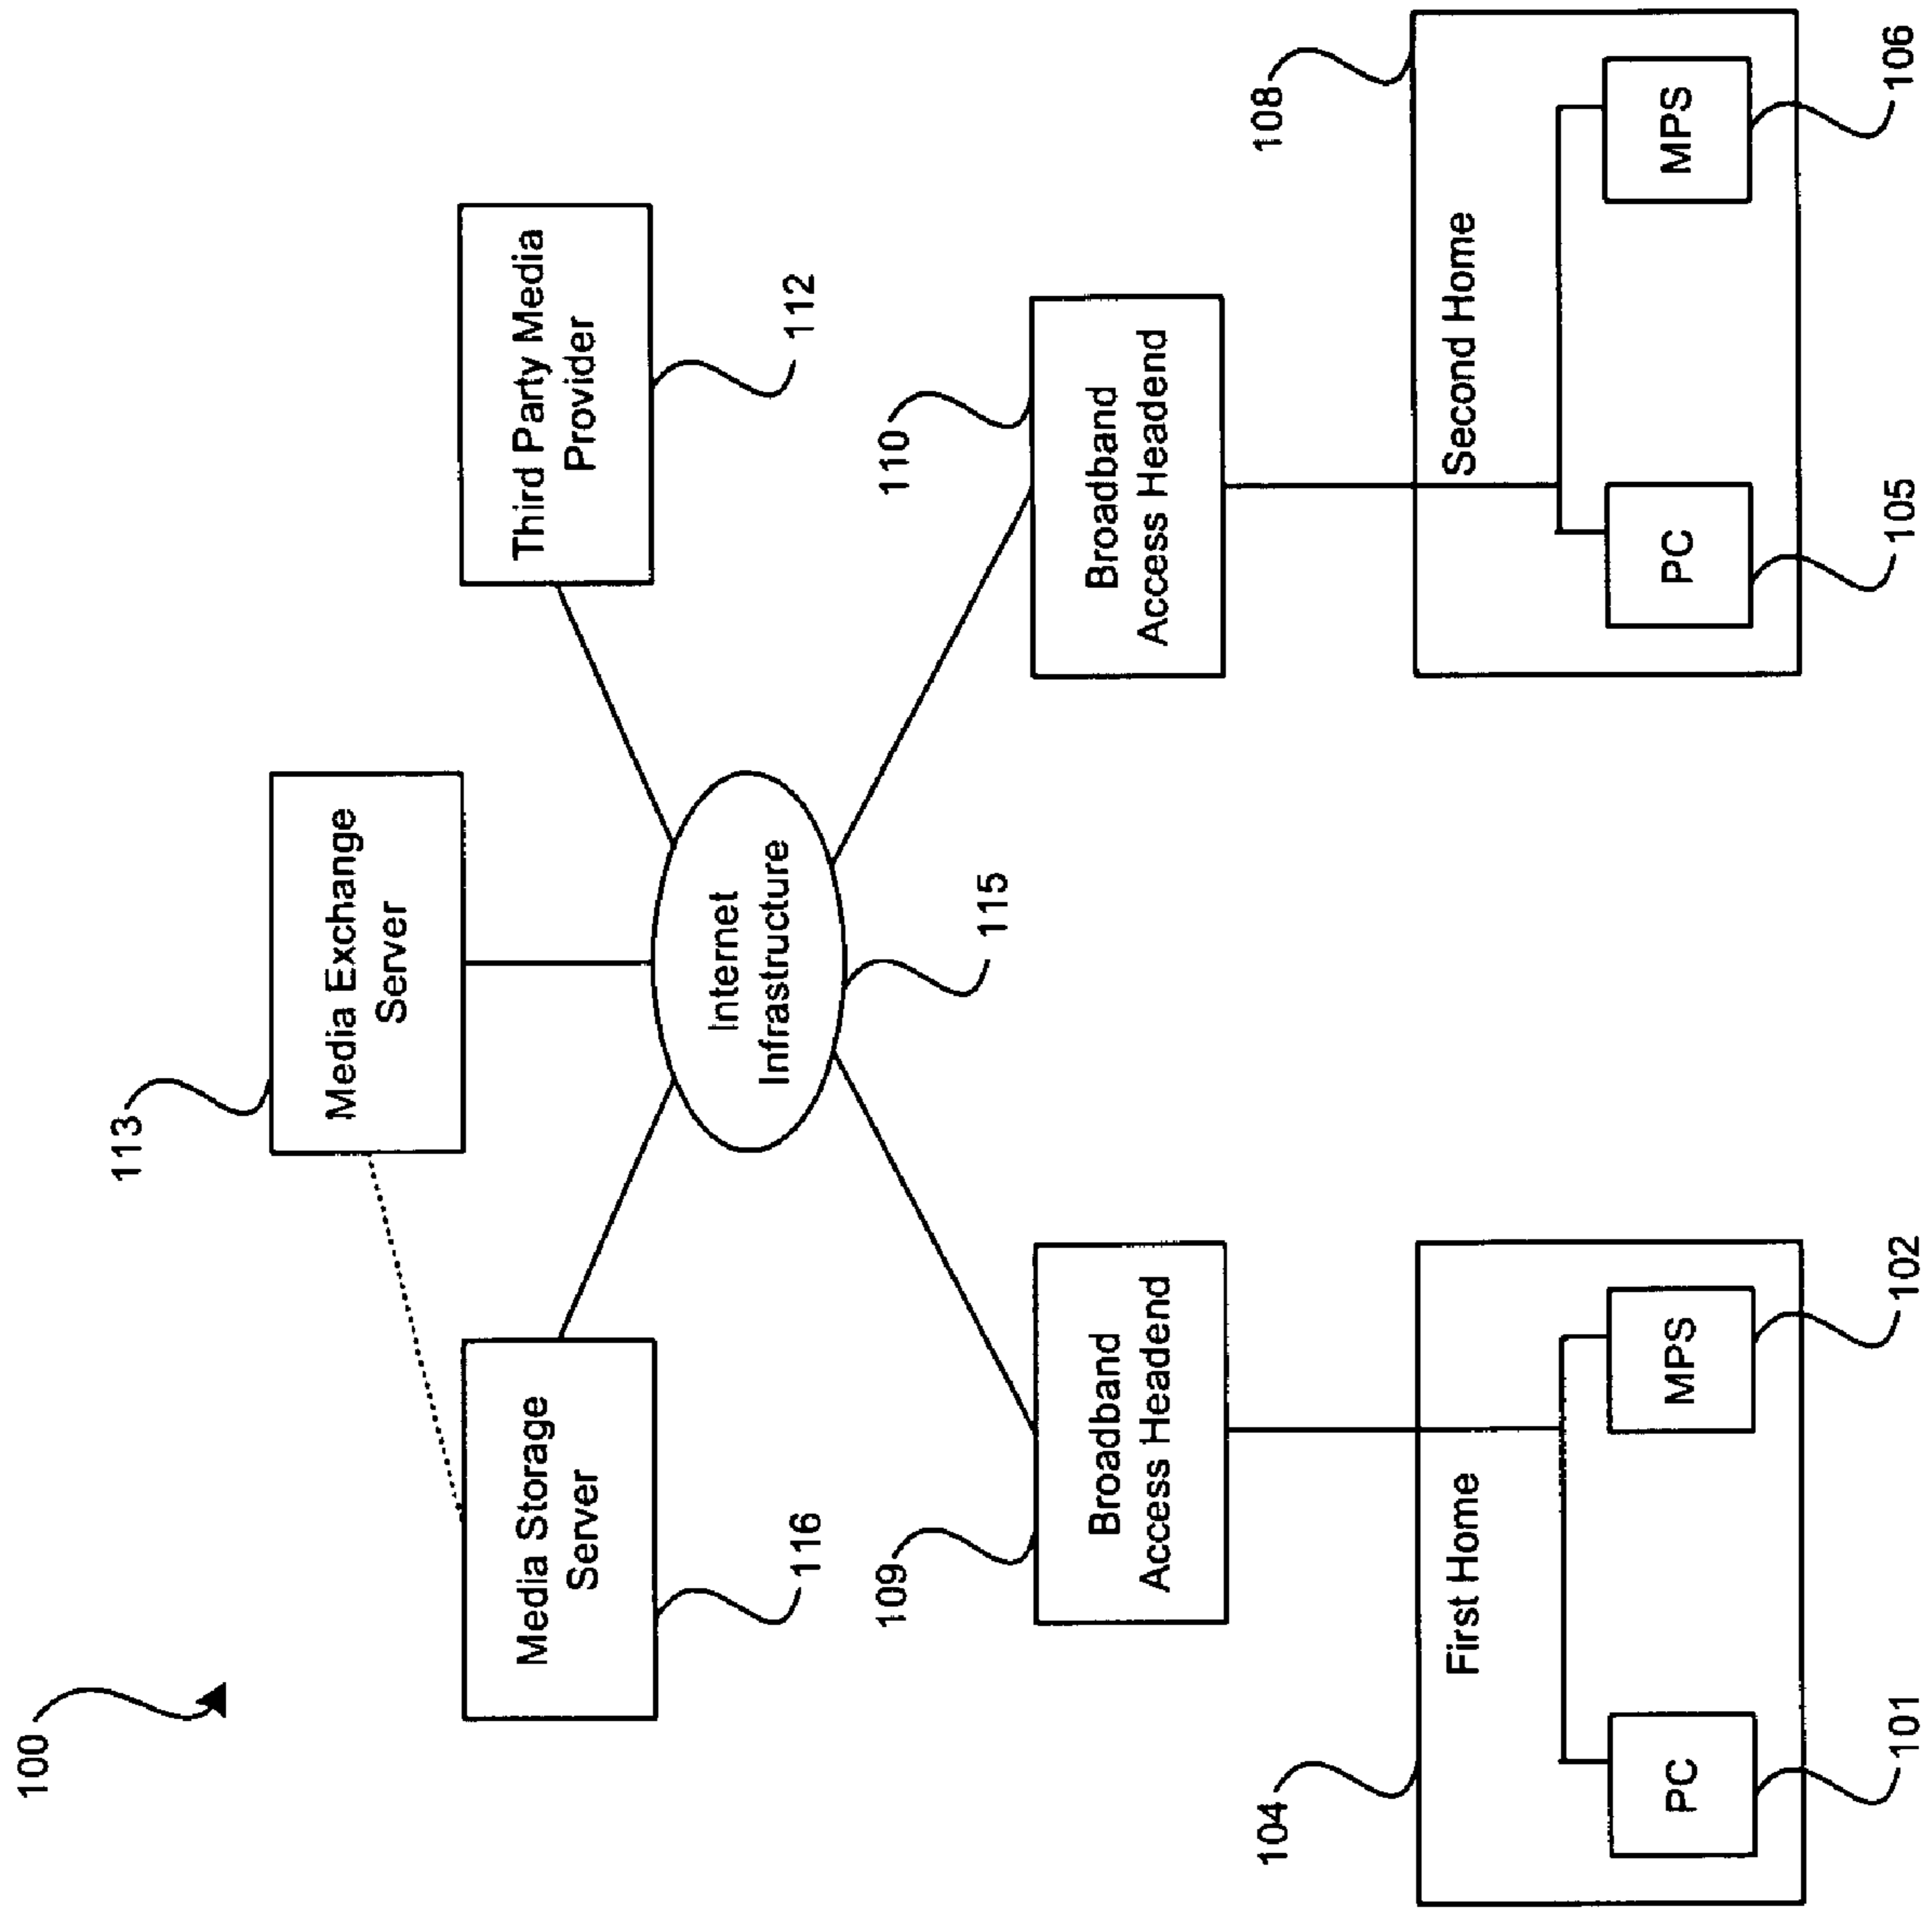 100
113
Media Exchange
Server
Media Storage
Server
116
Third Party Media
Provider
112
Internet
Infrastructure
115
109
Broadband
Access Headend
110
Broadband
Access Headend
104
First Home
PC
101
MPS
102
108
Second Home
PC
105
MPS
106